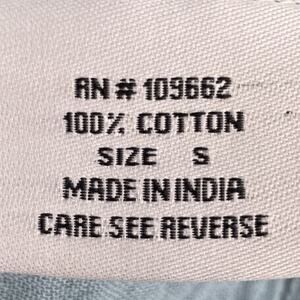 RN # 109662
100% COTTON
SIZE S
MADE IN INDIA
CARE SEE REVERSE